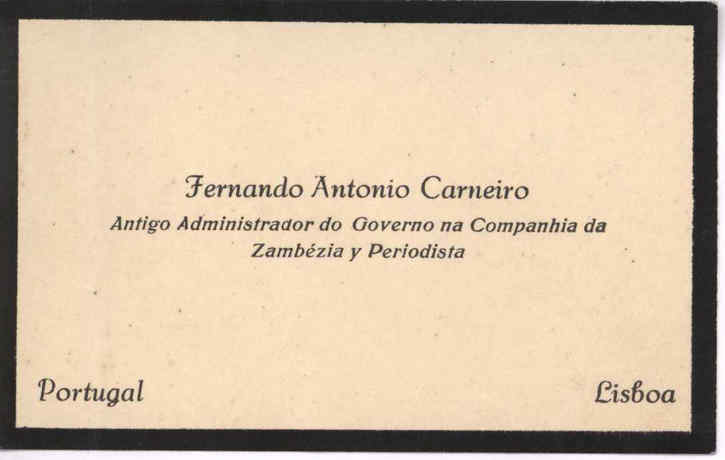 Fernando Antonio Carneiro
Antigo Administrador do Governo na Companhia da
Zambézia y Periodista
Portugal
Lisboa